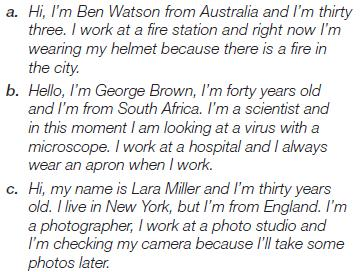 a. Hi, I'm Ben Watson from Australia and I'm thirty
three. I work at a fire station and right now I'm
wearing my helmet because there is a fire in
the city.
b. Hello, I'm George Brown, I'm forty years old
and I'm from South Africa. I'm a scientist and
in this moment I am looking at a virus with a
microscope. I work at a hospital and I always
wear an apron when I work.
c. Hi, my name is Lara Miller and I'm thirty years
old. I live in New York, but I'm from England. I'm
a photographer, I work at a photo studio and
I'm checking my camera because I'll take some
photos later.